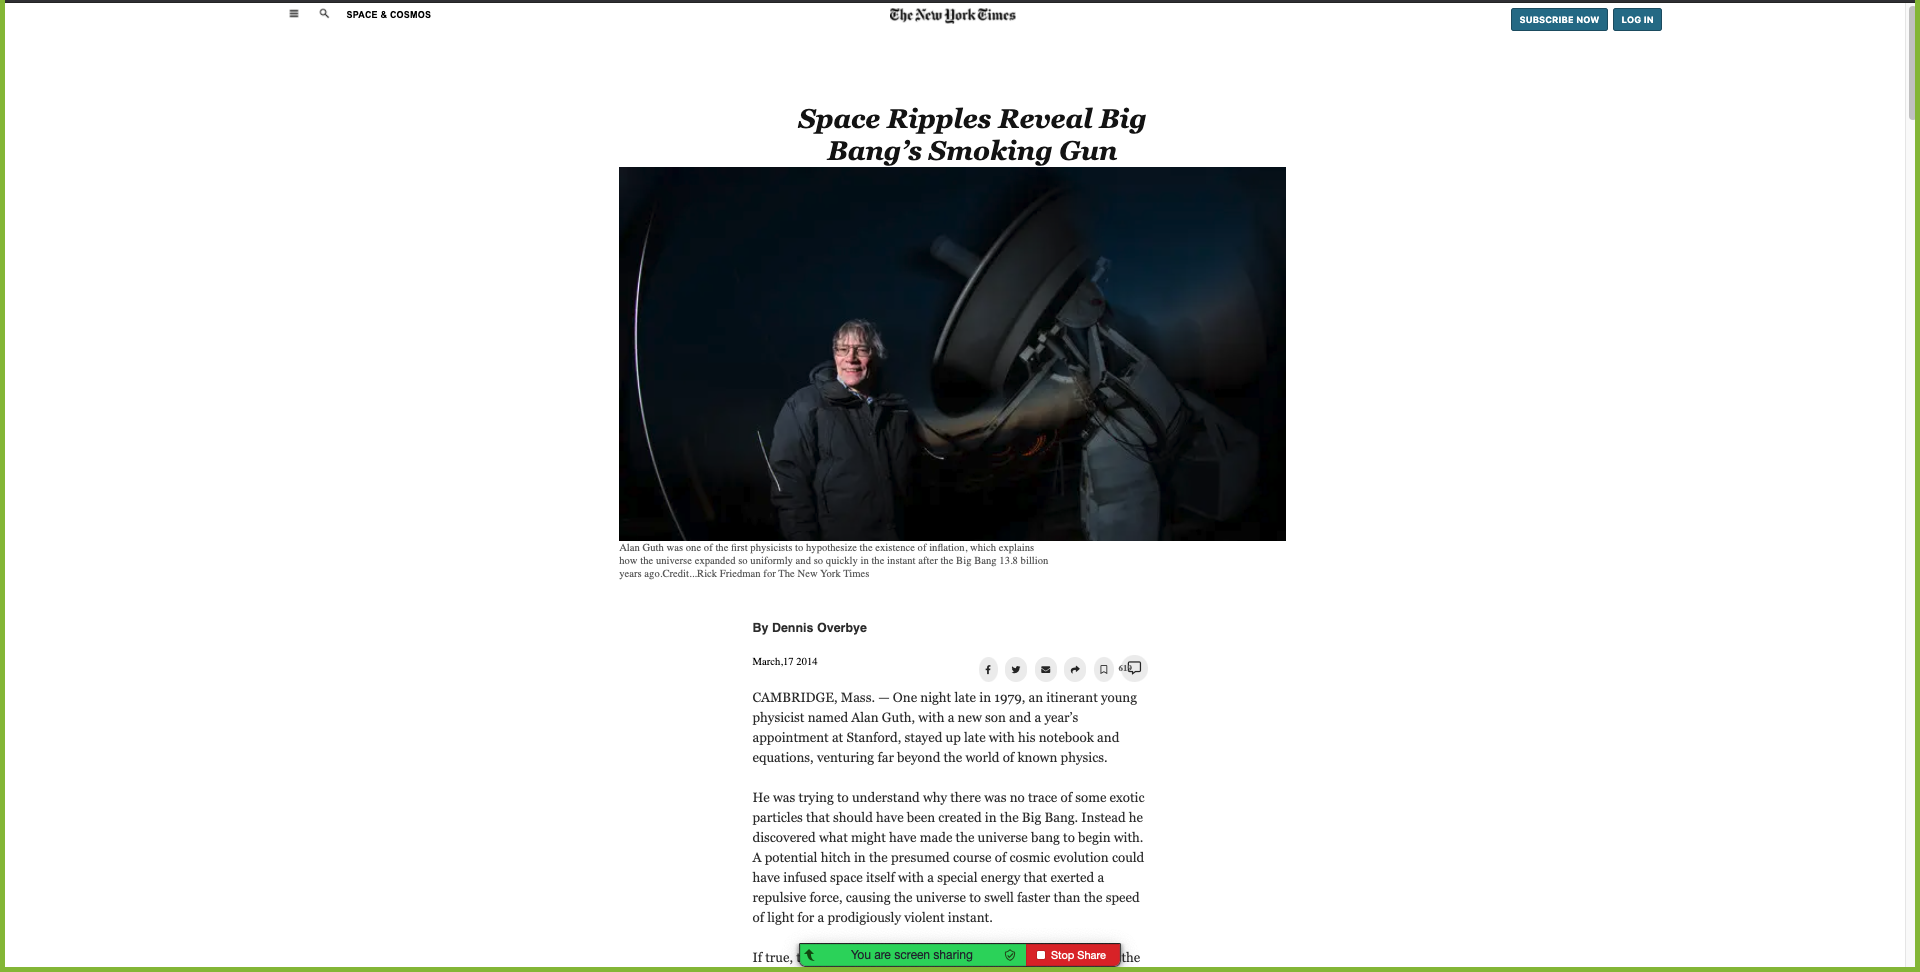 SPACE & COSMOS
The New York Times
SUBSCRIBE NOW
LOG IN
Space Ripples Reveal Big
Bang’s Smoking Gun
Alan Guth was one of the first physicists to hypothesize the existence of inflation, which explains
how the universe expanded so uniformly and so quickly in the instant after the Big Bang 13.8 billion
years ago.Credit...Rick Friedman for The New York Times
By Dennis Overbye
March,17 2014
CAMBRIDGE, Mass. — One night late in 1979, an itinerant young
physicist named Alan Guth, with a new son and a year’s
appointment at Stanford, stayed up late with his notebook and
equations, venturing far beyond the world of known physics.
He was trying to understand why there was no trace of some exotic
particles that should have been created in the Big Bang. Instead he
discovered what might have made the universe bang to begin with.
A potential hitch in the presumed course of cosmic evolution could
have infused space itself with a special energy that exerted a
repulsive force, causing the universe to swell faster than the speed
of light for a prodigiously violent instant.
If true, the
You are screen sharing
Stop Share